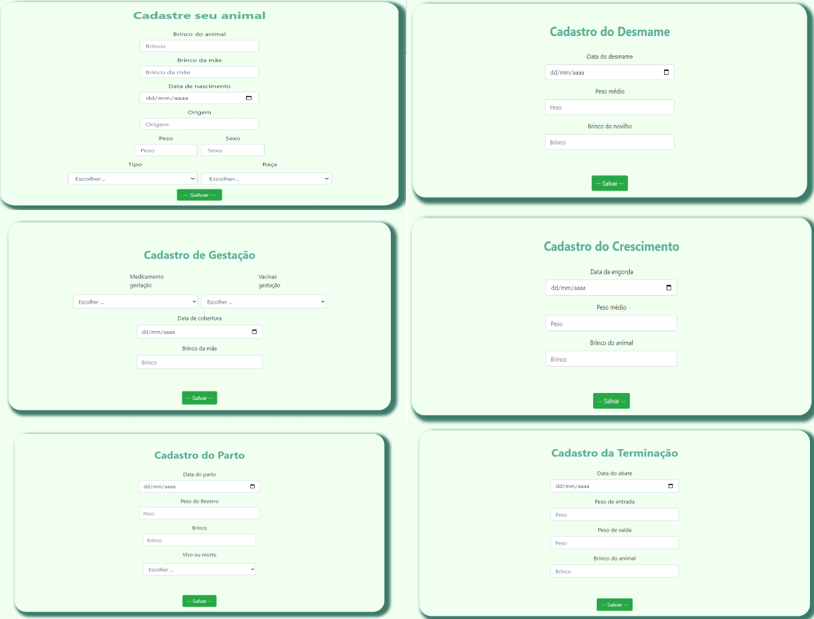 Cadastre seu animal
Brinco do animal
Brinco
Brinco da mãe
Brinco da mãe
Data de nascimento
dd/mm/aaaa
Origem
Origem
Peso Sexo
Peso Sexo
Tipo Raça
Escolher... Escolher...
-- Salvar --
Cadastro do Desmame
Data do desmame
dd/mm/aaaa
Peso médio
Peso
Brinco do novilho
Brinco
-- Salvar --
Cadastro de Gestação
Medicamento Vacinas
gestação gestação
Escolher ... Escolher ...
Data de cobertura
dd/mm/aaaa
Brinco da mãe
Brinco
-- Salvar --
Cadastro do Crescimento
Data da engorda
dd/mm/aaaa
Peso médio
Peso
Brinco do animal
Brinco
-- Salvar --
Cadastro do Parto
Data do parto
dd/mm/aaaa
Peso do Bezerro
Peso
Brinco
Brinco
Vivo ou morto
Escolher ...
-- Salvar --
Cadastro da Terminação
Data do abate
dd/mm/aaaa
Peso de entrada
Peso
Peso de saída
Peso
Brinco do animal
Brinco
-- Salvar --